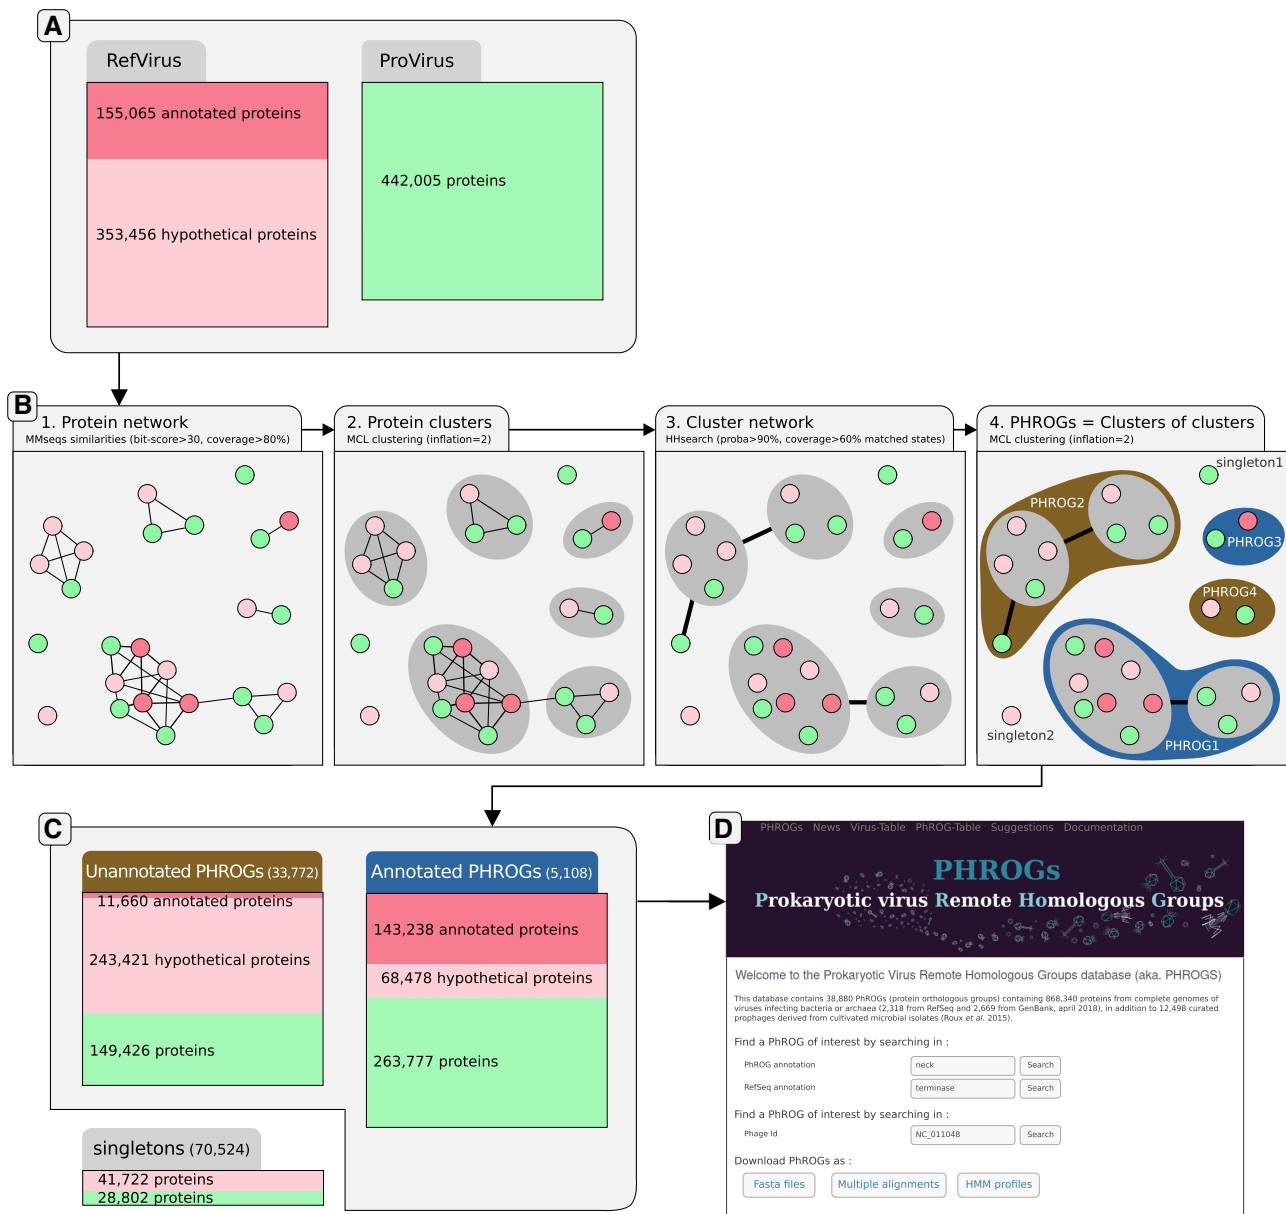 A
RefVirus
ProVirus
155,065 annotated proteins
353,456 hypothetical proteins
442,005 proteins
B
1. Protein network
MMseqs similarities (bit-score>30, coverage>80%)
2. Protein clusters
MCL clustering (inflation=2)
3. Cluster network
HHsearch (proba>90%, coverage>60% matched states)
4. PHROGs = Clusters of clusters
MCL clustering (inflation=2)
singleton1
PHROG2
PHROG3
PHROG4
singleton2
PHROG1
C
Unannotated PHROGs (33,772)
11,660 annotated proteins
243,421 hypothetical proteins
149,426 proteins
Annotated PHROGs (5,108)
143,238 annotated proteins
68,478 hypothetical proteins
263,777 proteins
singletons (70,524)
41,722 proteins
28,802 proteins
D
PHROGs News Virus-Table PhROG-Table Suggestions Documentation
PHROGs
Prokaryotic virus Remote Homologous Groups
Welcome to the Prokaryotic Virus Remote Homologous Groups database (aka. PHROGS)
This database contains 38,880 PhROGs (protein orthologous groups) containing 868,340 proteins from complete genomes of
viruses infecting bacteria or archaea (2,318 from RefSeq and 2,669 from GenBank, april 2018), in addition to 12,498 curated
prophages derived from cultivated microbial isolates (Roux et al. 2015).
Find a PhROG of interest by searching in :
PhROG annotation neck Search
RefSeq annotation terminase Search
Find a PhROG of interest by searching in :
Phage Id NC_011048 Search
Download PhROGs as :
Fasta files Multiple alignments HMM profiles